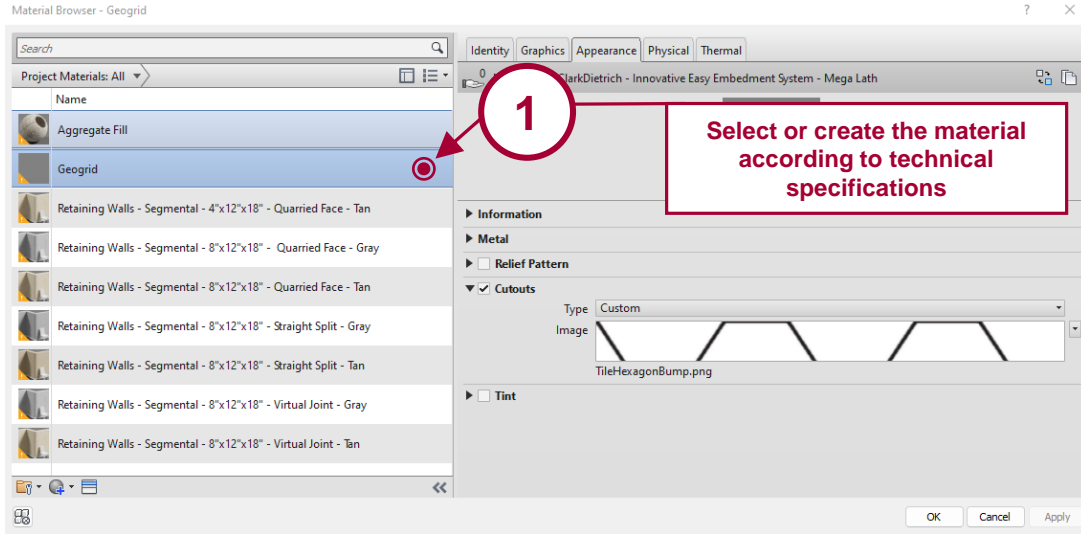 Material Browser - Geogrid
?
Search
Project Materials: All
Name
Aggregate Fill
Geogrid
Retaining Walls - Segmental - 4"x12"x18" - Quarried Face - Tan
Retaining Walls - Segmental - 8"x12"x18" - Quarried Face - Gray
Retaining Walls - Segmental - 8"x12"x18" - Quarried Face - Tan
Retaining Walls - Segmental - 8"x12"x18" - Straight Split - Gray
Retaining Walls - Segmental - 8"x12"x18" - Straight Split - Tan
Retaining Walls - Segmental - 8"x12"x18" - Virtual Joint - Gray
Retaining Walls - Segmental - 8"x12"x18" - Virtual Joint - Tan
Identity Graphics Appearance Physical Thermal
0 - Innovative Easy Embedment System - Mega Lath
1
Select or create the material
according to technical
specifications
Information
Metal
Relief Pattern
Cutouts
Type Custom
Image
TileHexagonBump.png
Tint
OK Cancel Apply